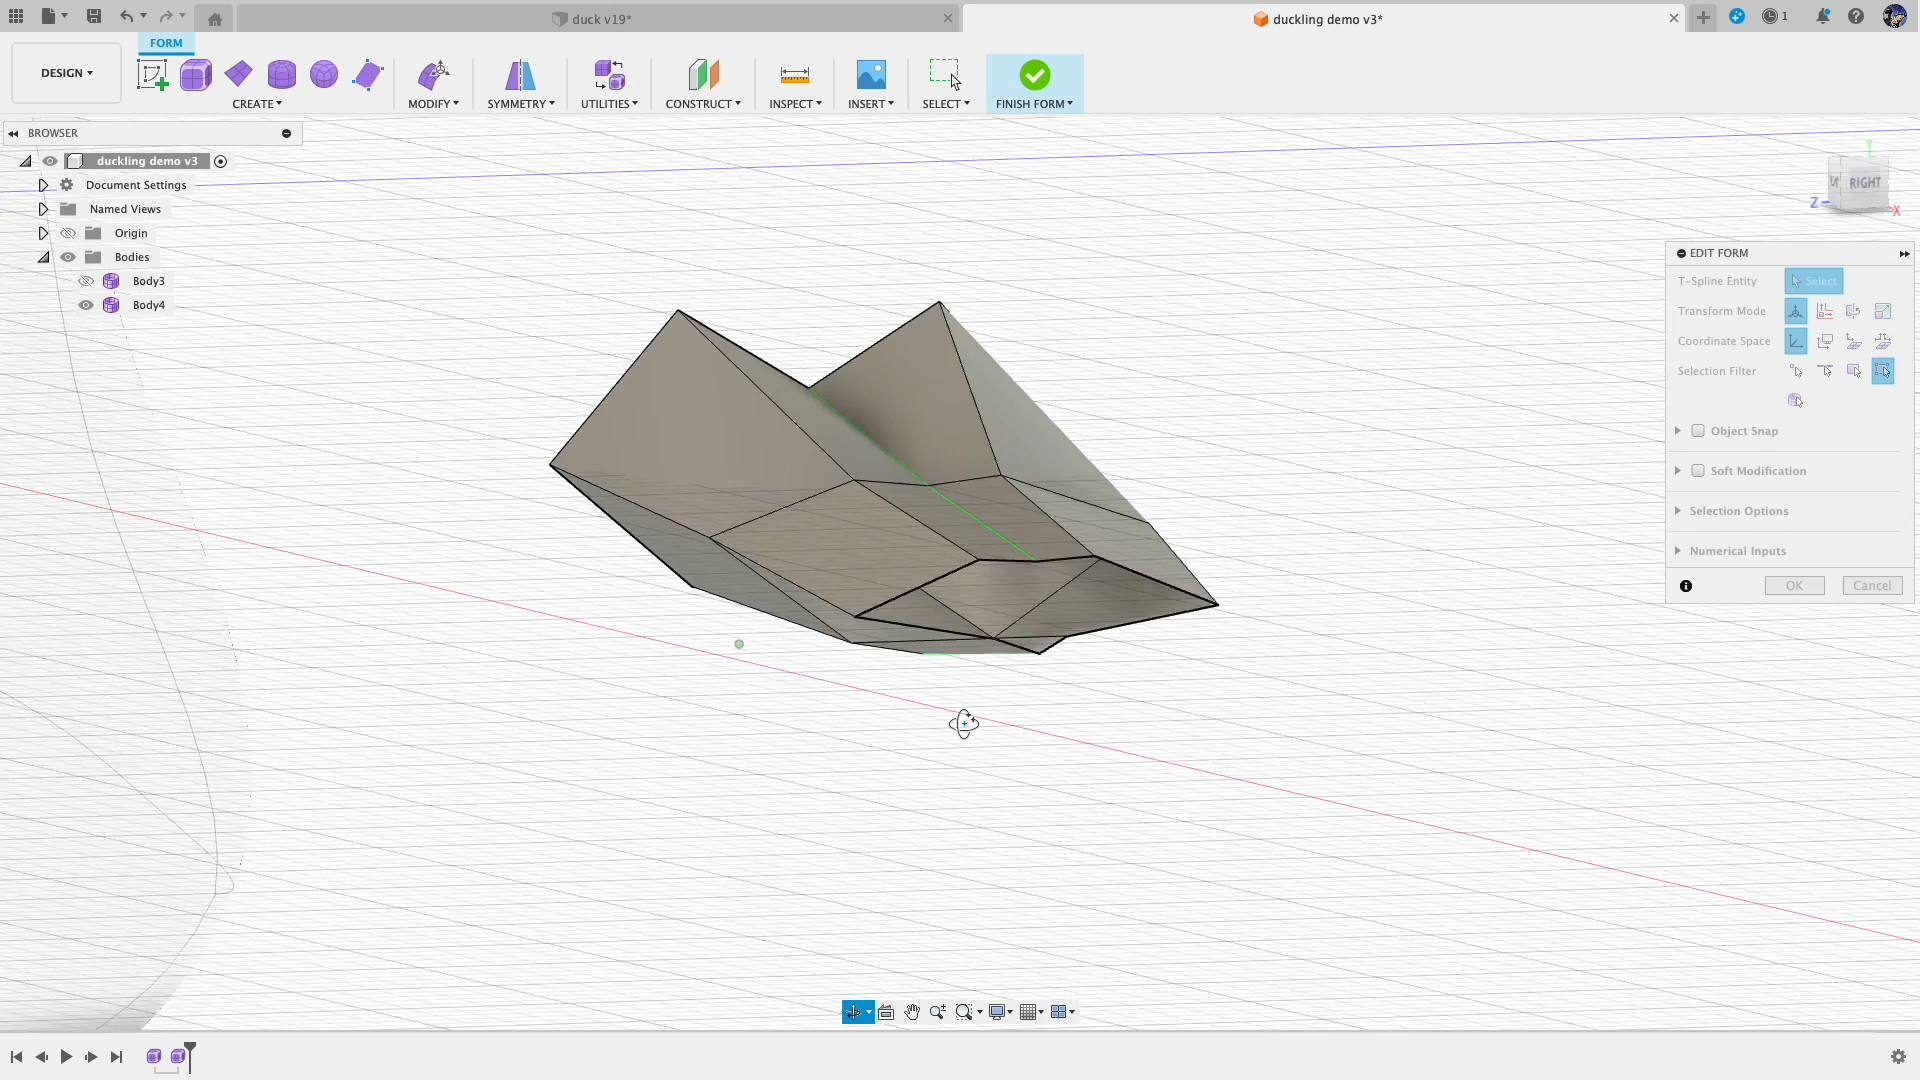 duck v19*
duckling demo v3*
1
FORM
DESIGN
CREATE
MODIFY
SYMMETRY
UTILITIES
CONSTRUCT
INSPECT
INSERT
SELECT
FINISH FORM
BROWSER
duckling demo v3
Document Settings
Named Views
Origin
Bodies
Body3
Body4
Y
RIGHT
Z
X
EDIT FORM
T-Spline Entity
Select
Transform Mode
Coordinate Space
Selection Filter
Object Snap
Soft Modification
Selection Options
Numerical Inputs
OK
Cancel